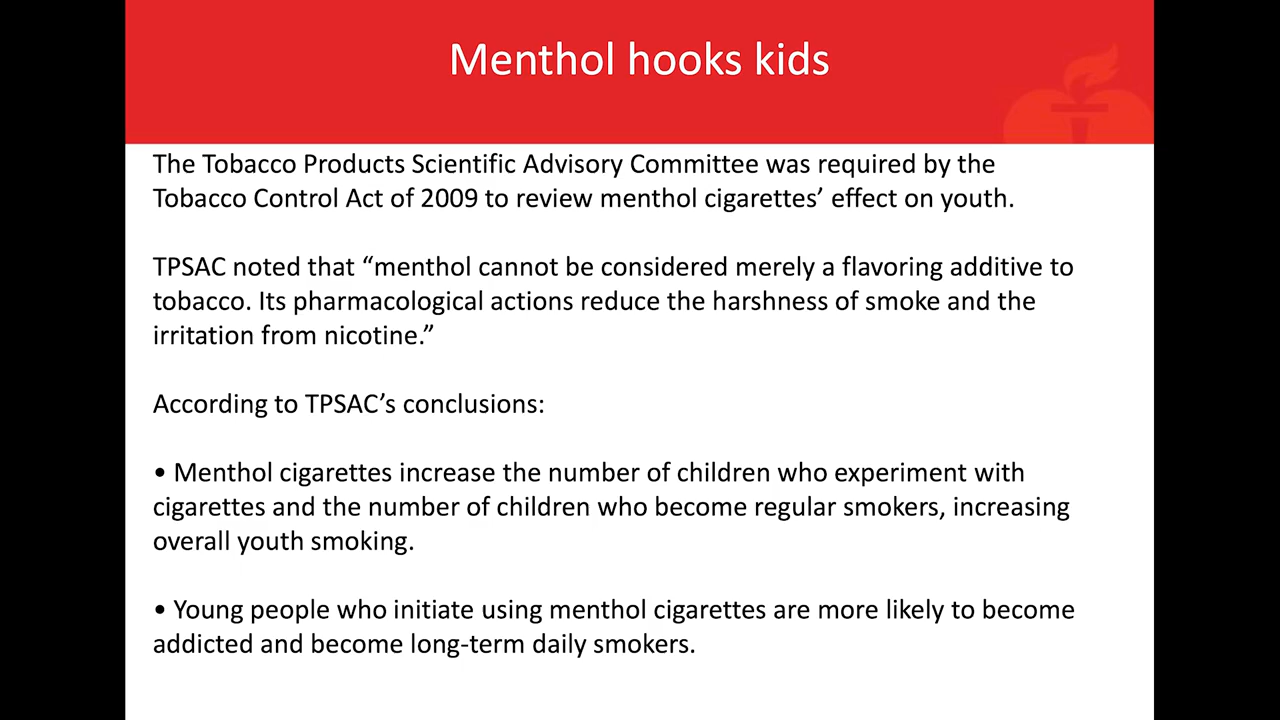 Menthol hooks kids
The Tobacco Products Scientific Advisory Committee was required by the
Tobacco Control Act of 2009 to review menthol cigarettes’ effect on youth.
TPSAC noted that “menthol cannot be considered merely a flavoring additive to
tobacco. Its pharmacological actions reduce the harshness of smoke and the
irritation from nicotine.”
According to TPSAC’s conclusions:
• Menthol cigarettes increase the number of children who experiment with
cigarettes and the number of children who become regular smokers, increasing
overall youth smoking.
• Young people who initiate using menthol cigarettes are more likely to become
addicted and become long-term daily smokers.